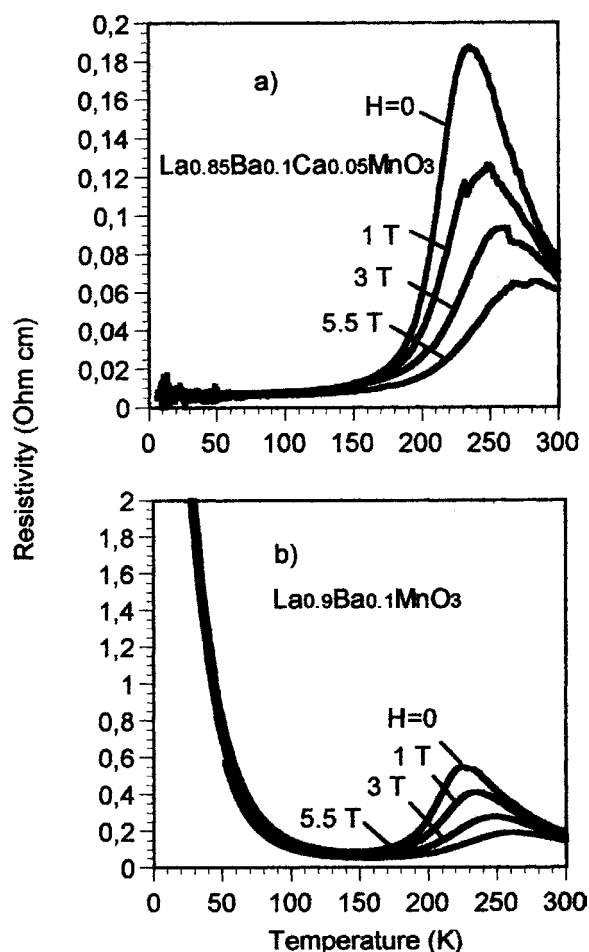 Resistivity (Ohm cm)
0,2
0,18
0,16
0,14
0,12
0,1
0,08
0,06
0,04
0,02
0
a)
H=0
La0.85Ba0.1Ca0.05MnO3
1 T
3 T
5.5 T
0 50 100 150 200 250 300
2
1,8
1,6
1,4
1,2
1
0,8
0,6
0,4
0,2
0
b)
La0.9Ba0.1MnO3
H=0
1 T
3 T
5.5 T
0 50 100 150 200 250 300
Temperature (K)